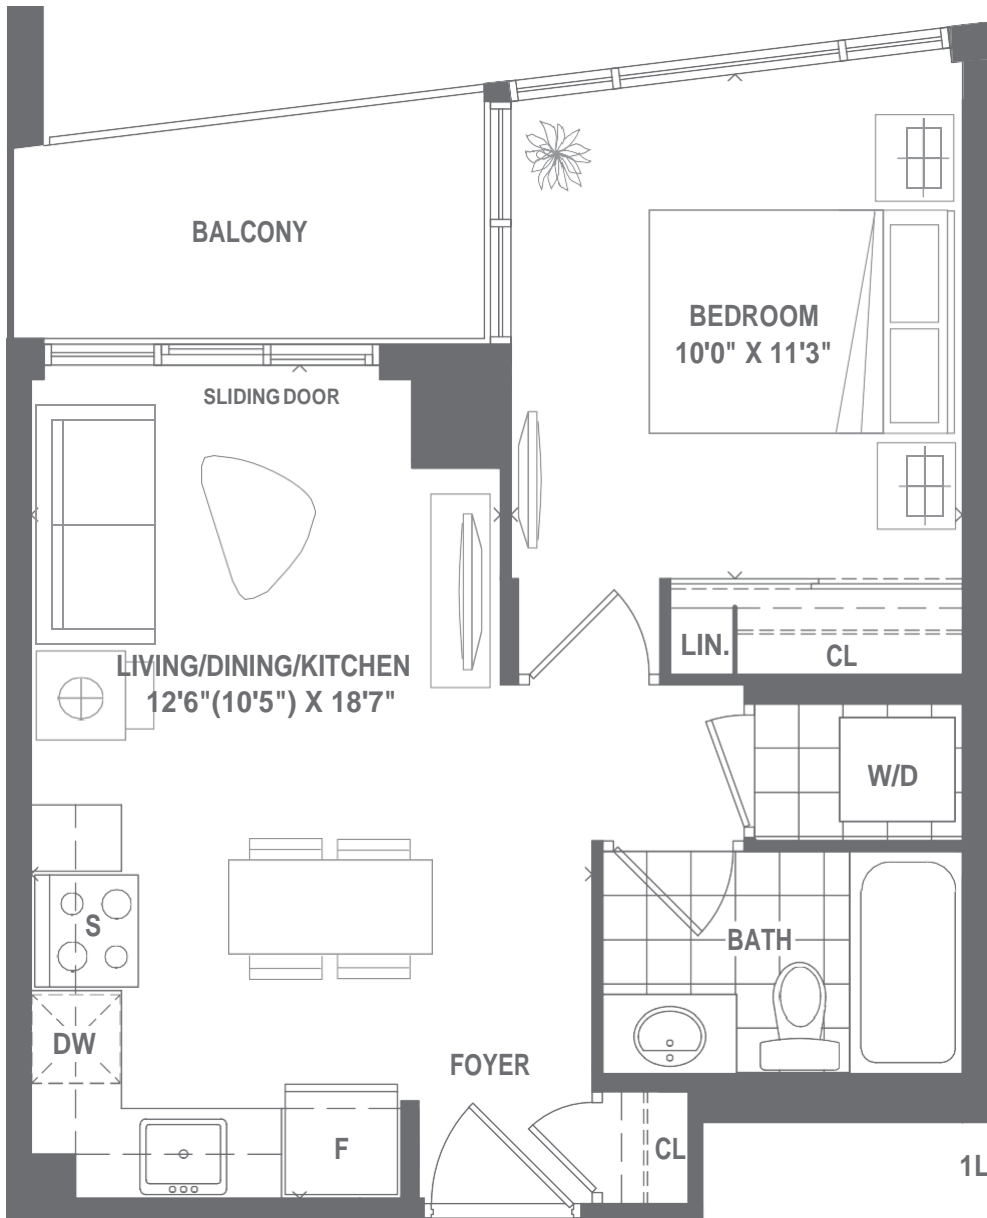 BALCONY
BEDROOM
10'0" X 11'3"
SLIDING DOOR
LIN.
CL
LIVING/DINING/KITCHEN
12'6"(10'5") X 18'7"
W/D
S
BATH
DW
FOYER
F
CL
1L